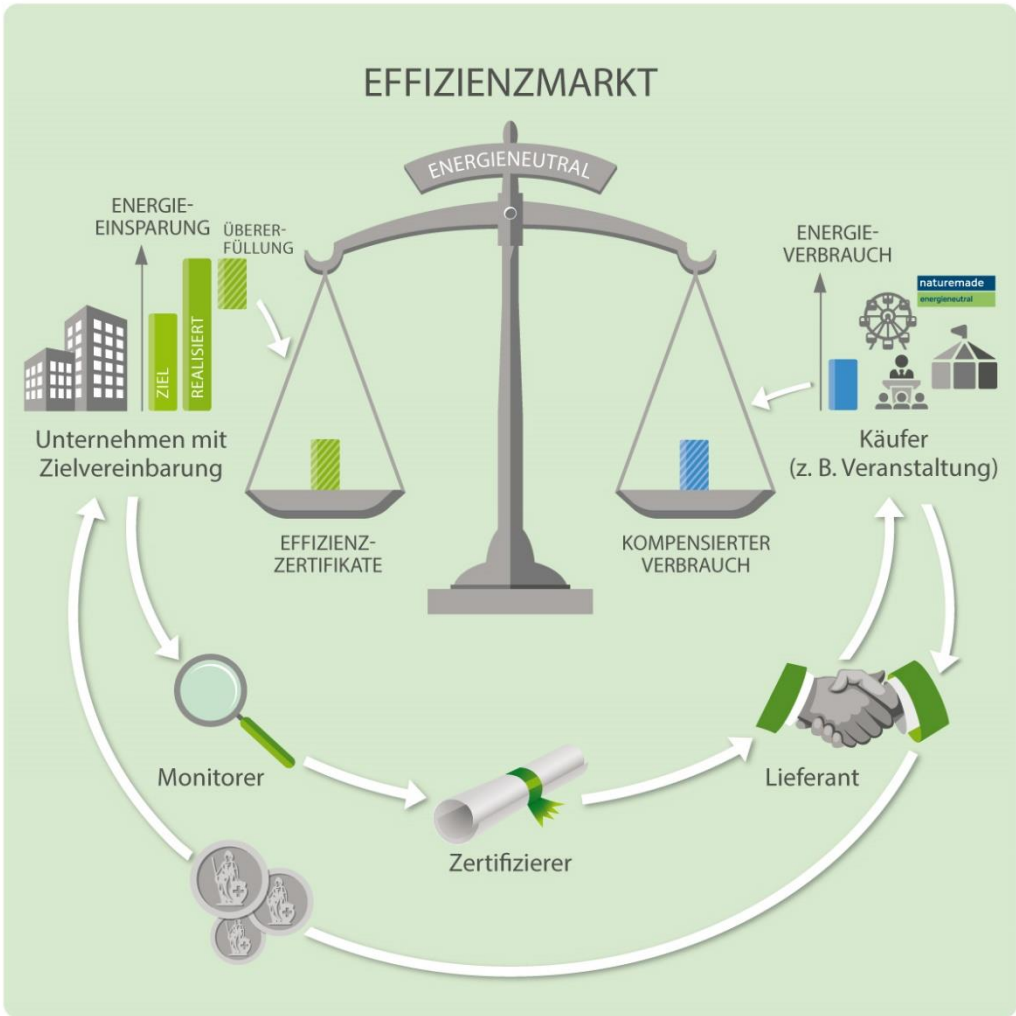 EFFIZIENZMARKT
ENERGIENEUTRAL
ENERGIE-
EINSPARUNG
ÜBERER-
FÜLLUNG
ZIEL
REALISIERT
Unternehmen mit
Zielvereinbarung
ENERGIE-
VERBRAUCH
naturemade
energieneutral
Käufer
(z. B. Veranstaltung)
EFFIZIENZ-
ZERTIFIKATE
KOMPENSIERTER
VERBRAUCH
Monitorer
Zertifizierer
Lieferant